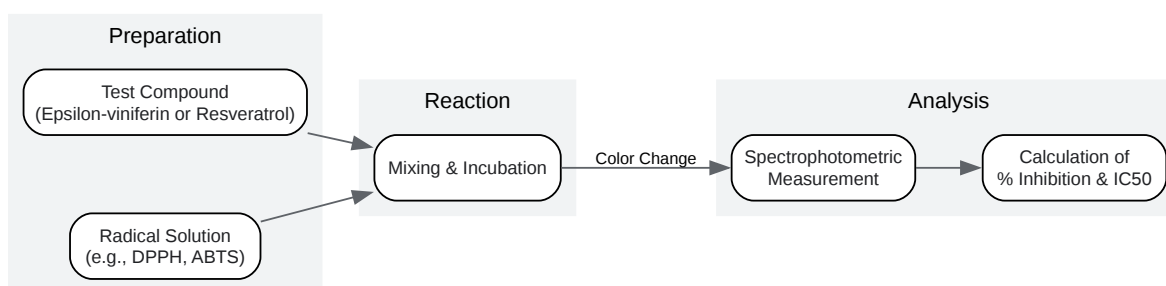 Preparation
Test Compound
(Epsilon-viniferin or Resveratrol)
Radical Solution
(e.g., DPPH, ABTS)
Reaction
Mixing & Incubation
Color Change
Analysis
Spectrophotometric
Measurement
Calculation of
% Inhibition & IC50